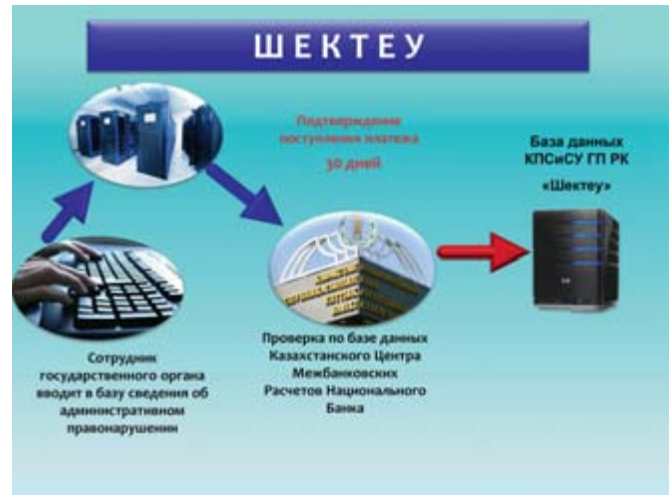 ШЕКТЕУ
Подтверждение
поступления платежа
30 дней
База данных
КПСиСУ ГП РК
«Шектеу»
Сотрудник
государственного органа
вводит в базу сведения об
административном
правонарушении
Проверка по базе данных
Казахстанского Центра
Межбанковских
Расчетов Национального
Банка